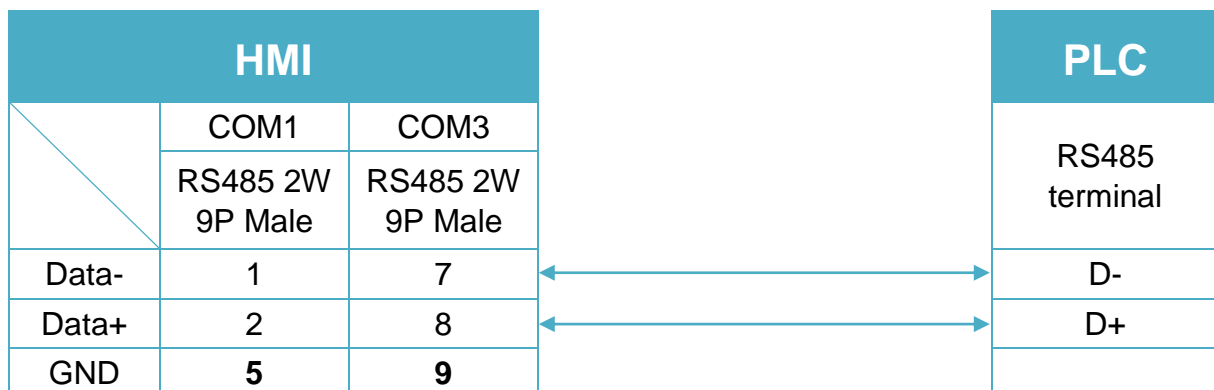 HMI PLC
COM1 COM3
RS485 2W RS485 2W
9P Male 9P Male
RS485
terminal
Data- 1 7 D-
Data+ 2 8 D+
GND 5 9